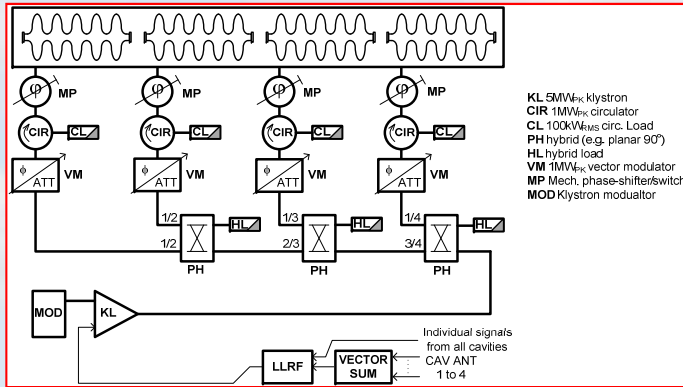 φ MP φ MP φ MP φ MP
CIR CL CIR CL CIR CL CIR CL
ϕ ATT VM ϕ ATT VM ϕ ATT VM ϕ ATT VM
1/2 HL 1/3 HL 1/4 HL
1/2 2/3 3/4
PH PH PH
KL 5MWPK klystron
CIR 1MWPK circulator
CL 100kWRMS circ. Load
PH hybrid (e.g. planar 90º)
HL hybrid load
VM 1MWPK vector modulator
MP Mech. phase-shifter/switch
MOD Klystron modualtor
MOD KL
Individual signals
from all cavities
LLRF
VECTOR
SUM
CAV ANT
1 to 4